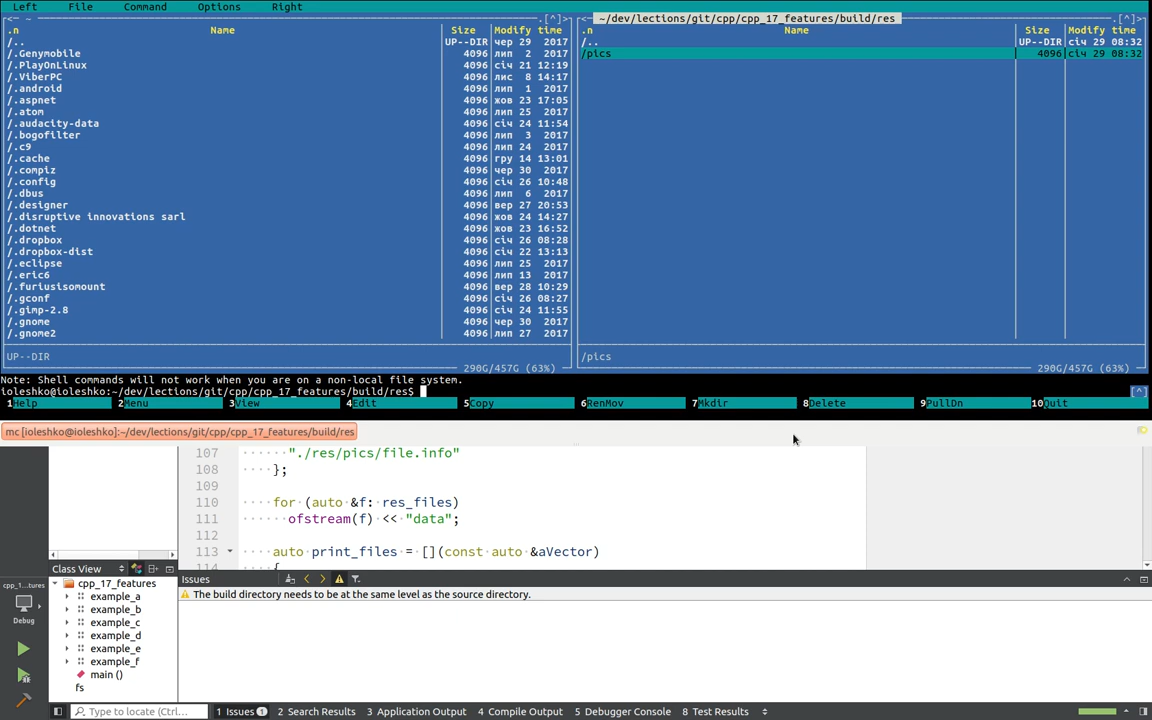 Left File Command Options Right
<─ ~ .[^]>
<─ ~/dev/lections/git/cpp/cpp_17_features/build/res .[^]>
.n Name Size Modify time
.n Name Size Modify time
/.. UP--DIR чер 29 2017
/.. UP--DIR січ 29 08:32
/.Genymobile 4096 лип 2 2017
/pics 4096 січ 29 08:32
/.PlayOnLinux 4096 січ 21 12:19
/.ViberPC 4096 лис 8 14:17
/.android 4096 лип 1 2017
/.aspnet 4096 жов 23 17:05
/.atom 4096 лип 25 2017
/.audacity-data 4096 січ 24 11:54
/.bogofilter 4096 лип 3 2017
/.c9 4096 лип 24 2017
/.cache 4096 гру 14 13:01
/.compiz 4096 чер 30 2017
/.config 4096 січ 26 10:48
/.dbus 4096 лип 6 2017
/.designer 4096 вер 27 20:53
/.disruptive innovations sarl 4096 жов 24 14:27
/.dotnet 4096 жов 23 16:52
/.dropbox 4096 січ 26 08:28
/.dropbox-dist 4096 січ 22 13:13
/.eclipse 4096 лип 25 2017
/.eric6 4096 лип 13 2017
/.furiusisomount 4096 вер 28 10:29
/.gconf 4096 січ 26 08:27
/.gimp-2.8 4096 січ 24 11:55
/.gnome 4096 чер 30 2017
/.gnome2 4096 лип 27 2017
UP--DIR
/pics
290G/457G (63%)
290G/457G (63%)
Note: Shell commands will not work when you are on a non-local file system.
ioleshko@ioleshko:~/dev/lections/git/cpp/cpp_17_features/build/res$ [^]
1Help 2Menu 3View 4Edit 5Copy 6RenMov 7Mkdir 8Delete 9PullDn 10Quit
mc [ioleshko@ioleshko]:~/dev/lections/git/cpp/cpp_17_features/build/res
107 ······"./res/pics/file.info"
108 ····};
109
110 ····for (auto·&f:·res_files)
111 ······ofstream(f)·<<·"data";
112
113 ····auto·print_files·=·[](const·auto·&aVector)
114 ····{
Class View
cpp_17_features
example_a
example_b
example_c
example_d
example_e
example_f
main ()
fs
cpp_1...tures
Debug
Issues
The build directory needs to be at the same level as the source directory.
Type to locate (Ctrl... 1 Issues 1 2 Search Results 3 Application Output 4 Compile Output 5 Debugger Console 8 Test Results